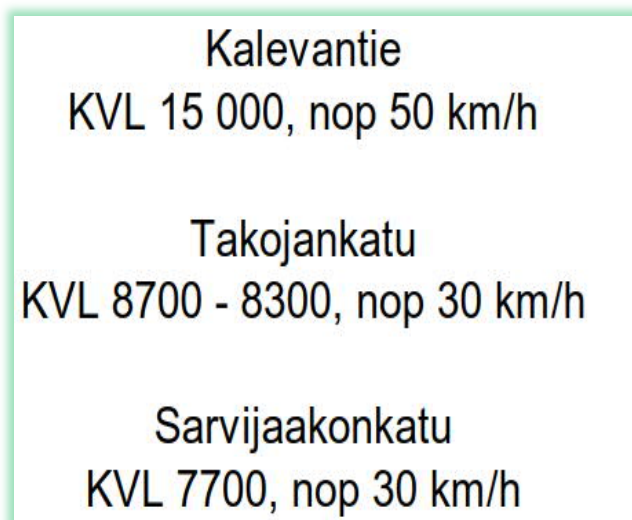 Kalevantie
KVL 15 000, nop 50 km/h
Takojankatu
KVL 8700 - 8300, nop 30 km/h
Sarvijaakonkatu
KVL 7700, nop 30 km/h